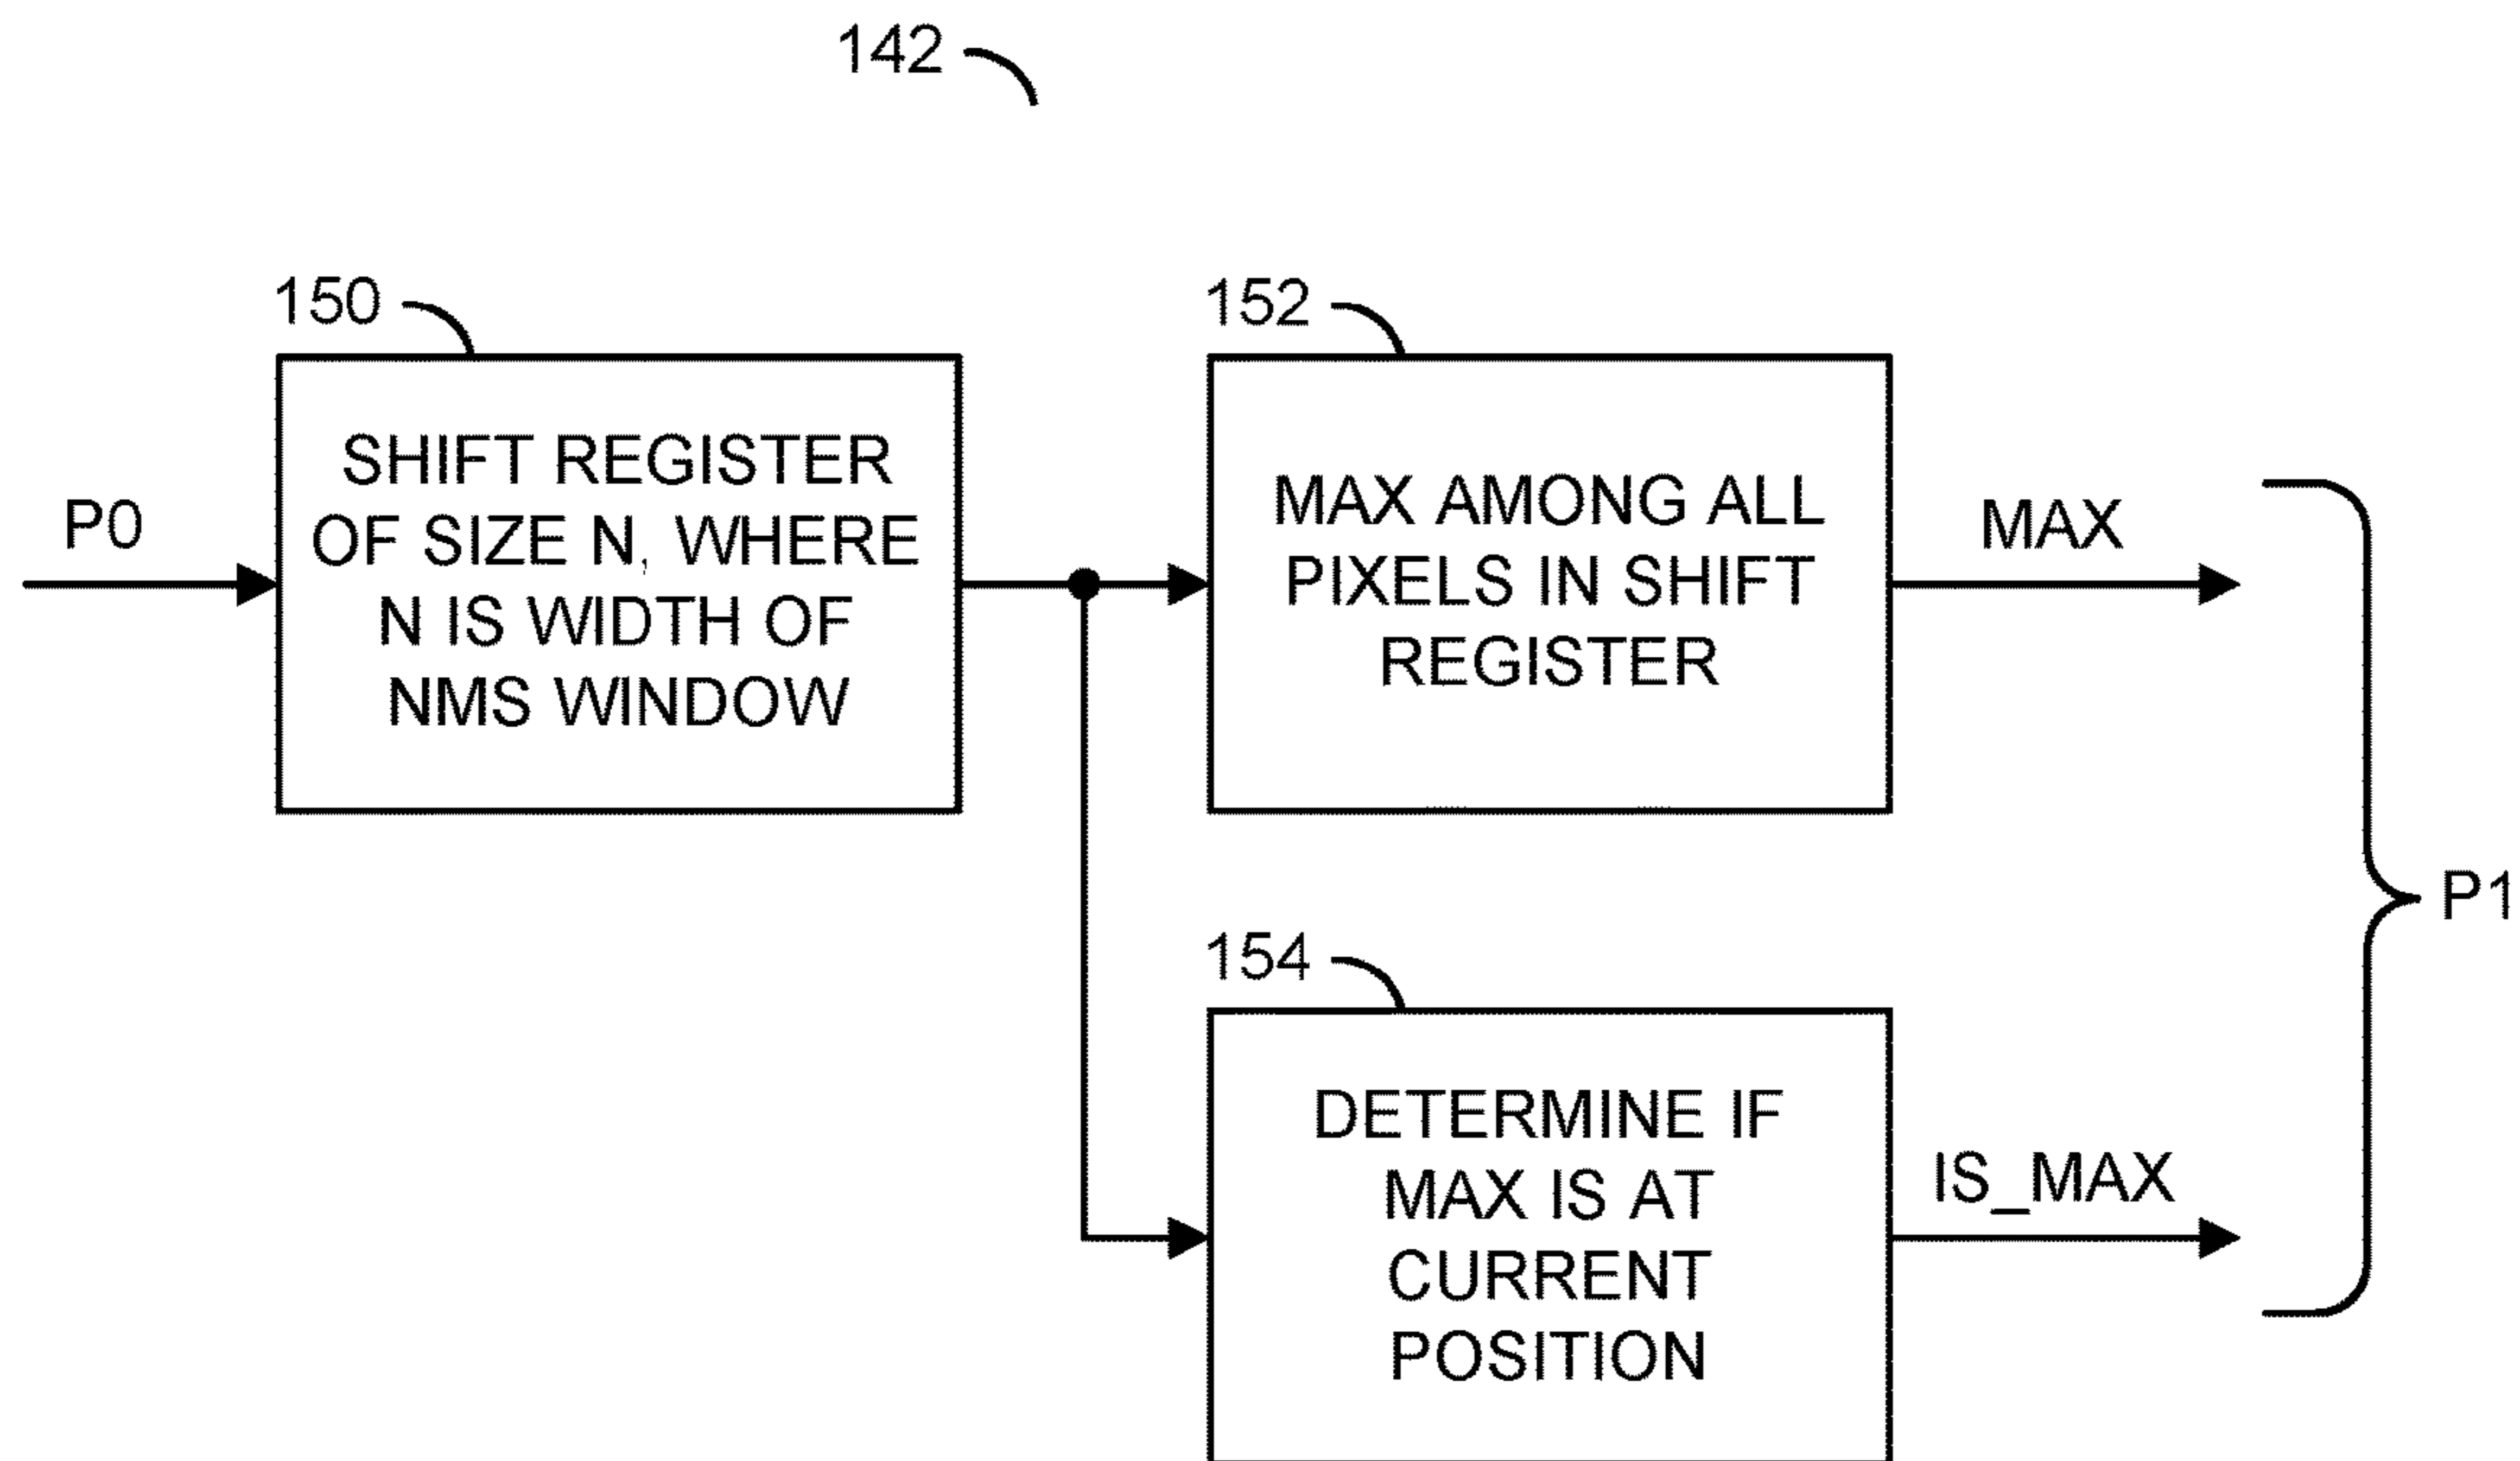 142
150
152
P0
SHIFT REGISTER
OF SIZE N, WHERE
N IS WIDTH OF
NMS WINDOW
MAX AMONG ALL
PIXELS IN SHIFT
REGISTER
MAX
P1
154
DETERMINE IF
MAX IS AT
CURRENT
POSITION
IS_MAX